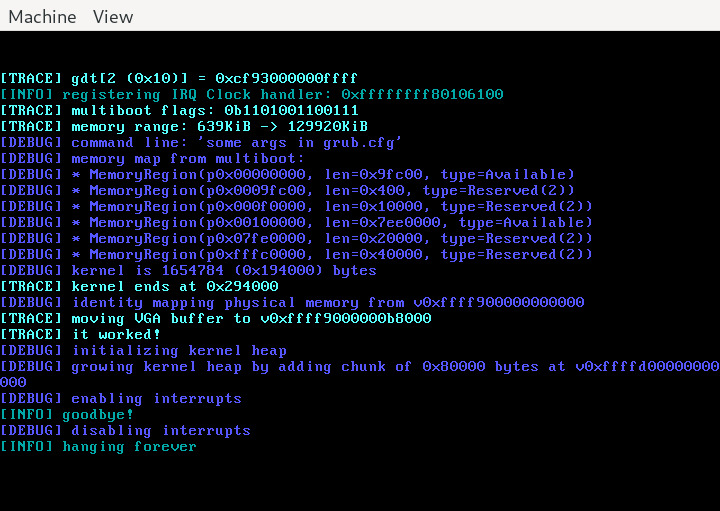 Machine View
[TRACE] gdt[2 (0x10)] = 0xcf93000000ffff
[INFO] registering IRQ Clock handler: 0xffffffff80106100
[TRACE] multiboot flags: 0b1101001100111
[TRACE] memory range: 639KiB -> 129920KiB
[DEBUG] command line: 'some args in grub.cfg'
[DEBUG] memory map from multiboot:
[DEBUG] * MemoryRegion(p0x00000000, len=0x9fc00, type=Available)
[DEBUG] * MemoryRegion(p0x0009fc00, len=0x400, type=Reserved(2))
[DEBUG] * MemoryRegion(p0x000f0000, len=0x10000, type=Reserved(2))
[DEBUG] * MemoryRegion(p0x00100000, len=0x7ee0000, type=Available)
[DEBUG] * MemoryRegion(p0x07fe0000, len=0x20000, type=Reserved(2))
[DEBUG] * MemoryRegion(p0xfffc0000, len=0x40000, type=Reserved(2))
[DEBUG] kernel is 1654784 (0x194000) bytes
[TRACE] kernel ends at 0x294000
[DEBUG] identity mapping physical memory from v0xffff900000000000
[TRACE] moving VGA buffer to v0xffff9000000b8000
[TRACE] it worked!
[DEBUG] initializing kernel heap
[DEBUG] growing kernel heap by adding chunk of 0x80000 bytes at v0xffffd00000000
000
[DEBUG] enabling interrupts
[INFO] goodbye!
[DEBUG] disabling interrupts
[INFO] hanging forever